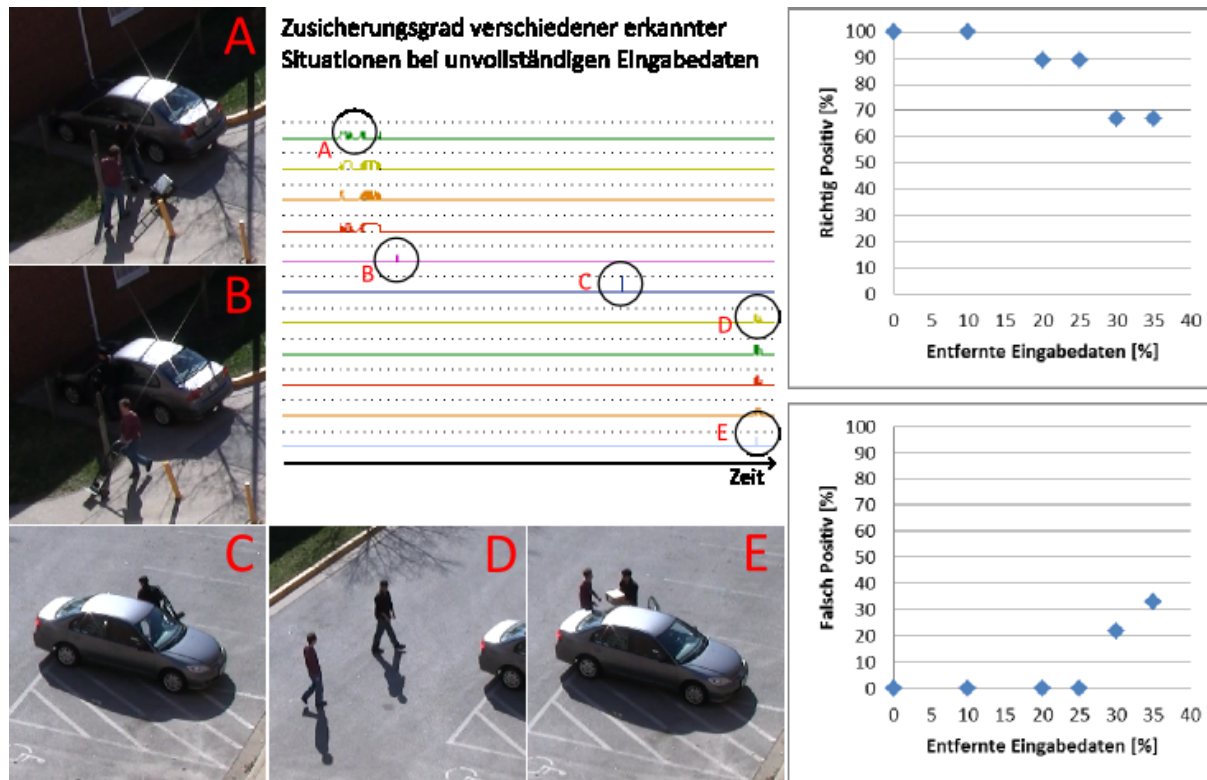 A
B
C
D
E
Zusicherungsgrad verschiedener erkannter
Situationen bei unvollständigen Eingabedaten
A
B
C
D
E
Zeit
Richtig Positiv [%]
100
90
80
70
60
50
40
30
20
10
0
0 5 10 15 20 25 30 35 40
Entfernte Eingabedaten [%]
Falsch Positiv [%]
100
90
80
70
60
50
40
30
20
10
0
0 5 10 15 20 25 30 35 40
Entfernte Eingabedaten [%]